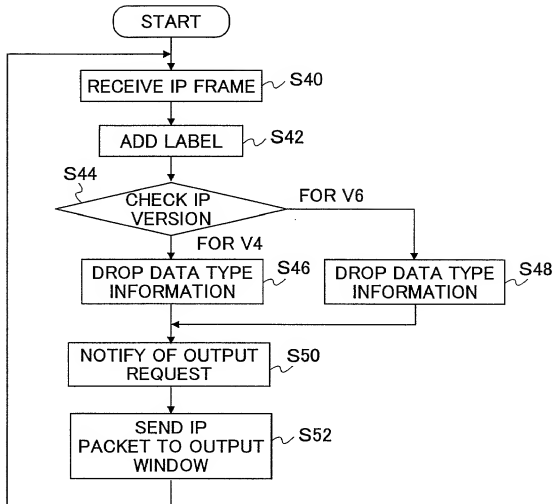 START
RECEIVE IP FRAME
S40
ADD LABEL
S42
S44
CHECK IP
VERSION
FOR V6
FOR V4
DROP DATA TYPE
INFORMATION
S46
DROP DATA TYPE
INFORMATION
S48
NOTIFY OF OUTPUT
REQUEST
S50
SEND IP
PACKET TO OUTPUT
WINDOW
S52